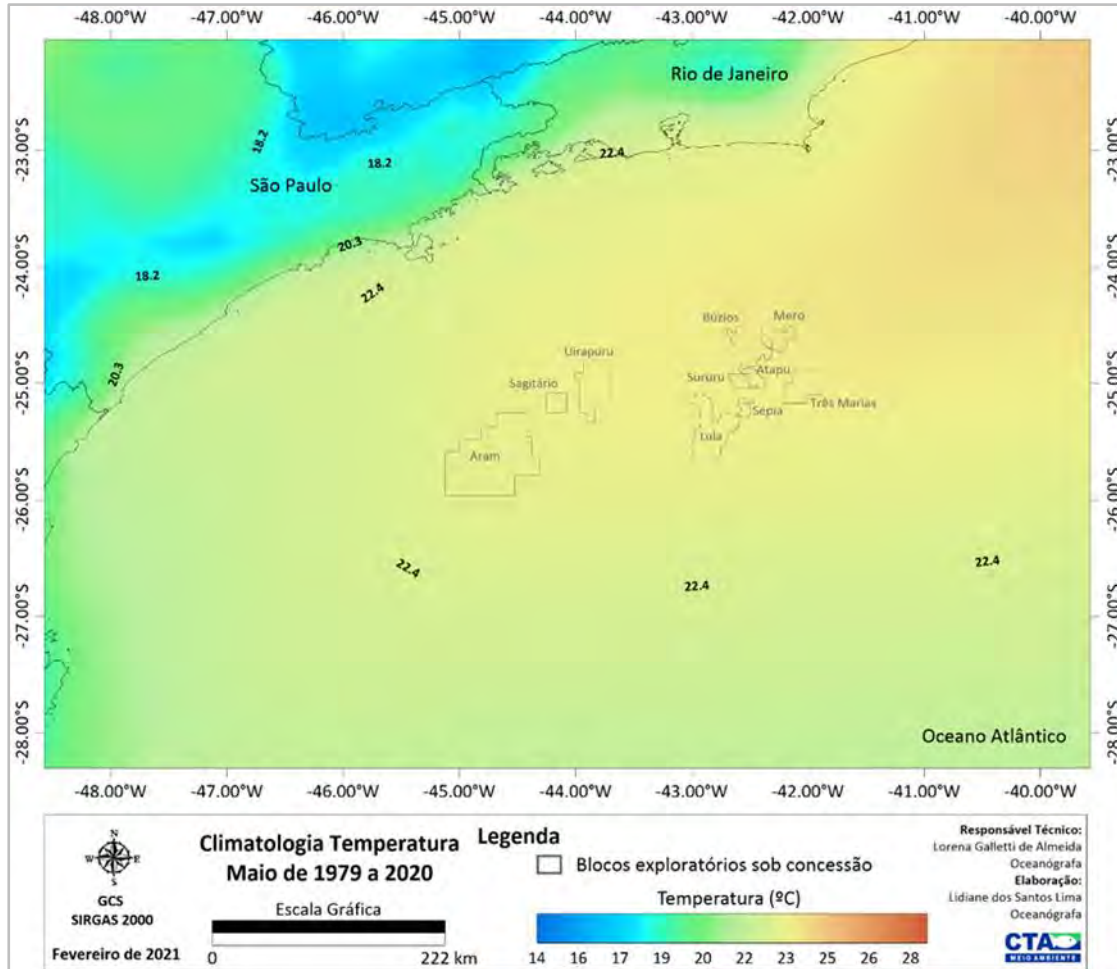 -48.00°W -47.00°W -46.00°W -45.00°W -44.00°W -43.00°W -42.00°W -41.00°W -40.00°W
Rio de Janeiro
-23.00°S 18.2 22.4 -23.00°S
18.2
São Paulo
20.3
-24.00°S 18.2 -24.00°S
22.4
Búzios Mero
Uirapuru
20.3 Sururu Atapu
-25.00°S Sagitário -25.00°S
Sépia Três Marias
Lula
Aram
-26.00°S -26.00°S
22.4 22.4 22.4
-27.00°S -27.00°S
-28.00°S Oceano Atlântico -28.00°S
-48.00°W -47.00°W -46.00°W -45.00°W -44.00°W -43.00°W -42.00°W -41.00°W -40.00°W
N
W E
S
GCS
SIRGAS 2000
Fevereiro de 2021
Climatologia Temperatura
Maio de 1979 a 2020
Escala Gráfica
0 222 km
Legenda
Blocos exploratórios sob concessão
Temperatura (ºC)
14 16 17 19 20 22 23 25 26 28
Responsável Técnico:
Lorena Galletti de Almeida
Oceanógrafa
Elaboração:
Lidiane dos Santos Lima
Oceanógrafa
CTA
MEIO AMBIENTE